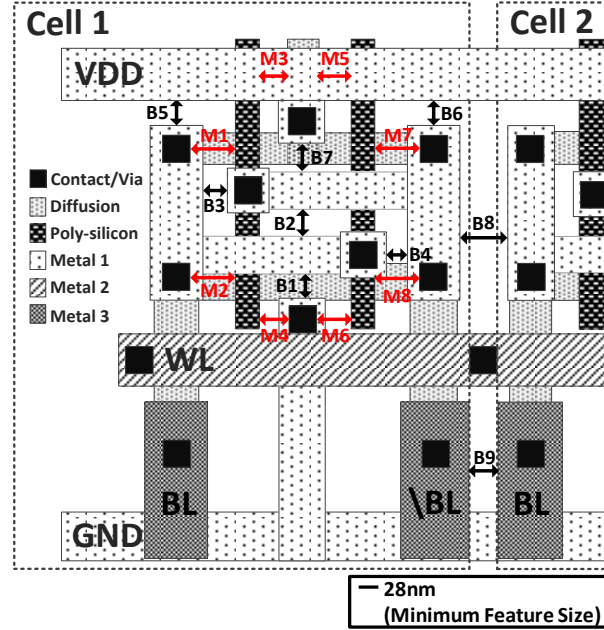 Cell 1
Cell 2
M3 M5
VDD
B5
B6
M1
M7
B7
Contact/Via
Diffusion
Poly-silicon
Metal 1
Metal 2
Metal 3
B3
B2
B8
B4
M2
B1
M8
M4
M6
WL
B9
BL
\BL
BL
GND
28nm
(Minimum Feature Size)